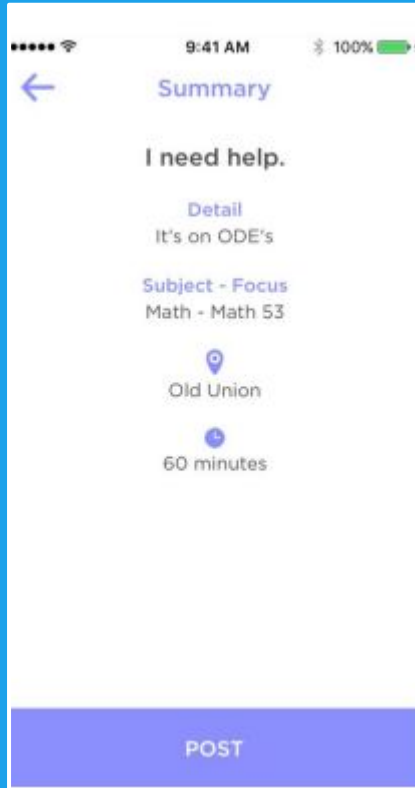 9:41 AM 100%
Summary
I need help.
Detail
It's on ODE's
Subject - Focus
Math - Math 53
Old Union
60 minutes
POST